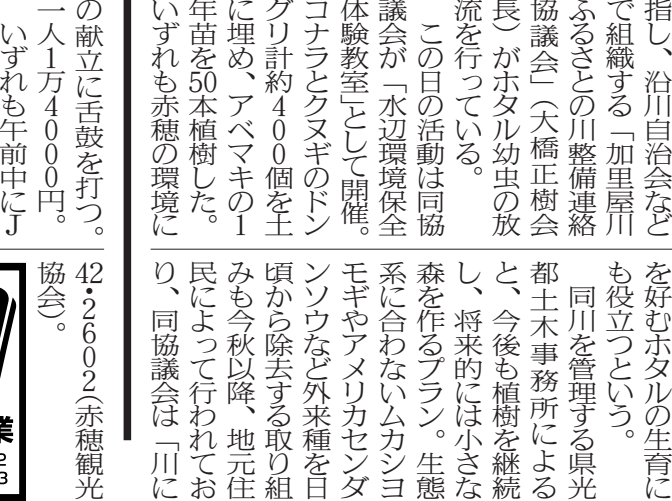 指し、沿川自治会など
で組織する「加里屋川
ふるさとの川整備連絡
協議会」（大橋正樹会
長）がホタル幼虫の放
流を行っている。
　この日の活動は同協
議会が「水辺環境保全
体験教室」として開催。
コナラとクヌギのドン
グリ計約４００個を土
に埋め、アベマキの１
年苗を50本植樹した。
いずれも赤穂の環境に
を好むホタルの生育に
も役立つという。
　同川を管理する県光
都土木事務所による
と、今後も植樹を継続
し、将来的には小さな
森を作るプラン。生態
系に合わないムカシヨ
モギやアメリカセンダ
ンソウなど外来種を日
頃から除去する取り組
みも今秋以降、地元住
民によって行われてお
り、同協議会は「川に
の献立に舌鼓を打つ。
一人１万４０００円。
　いずれも午前中にＪ
42・２６０２（赤穂観光
協会）。
業